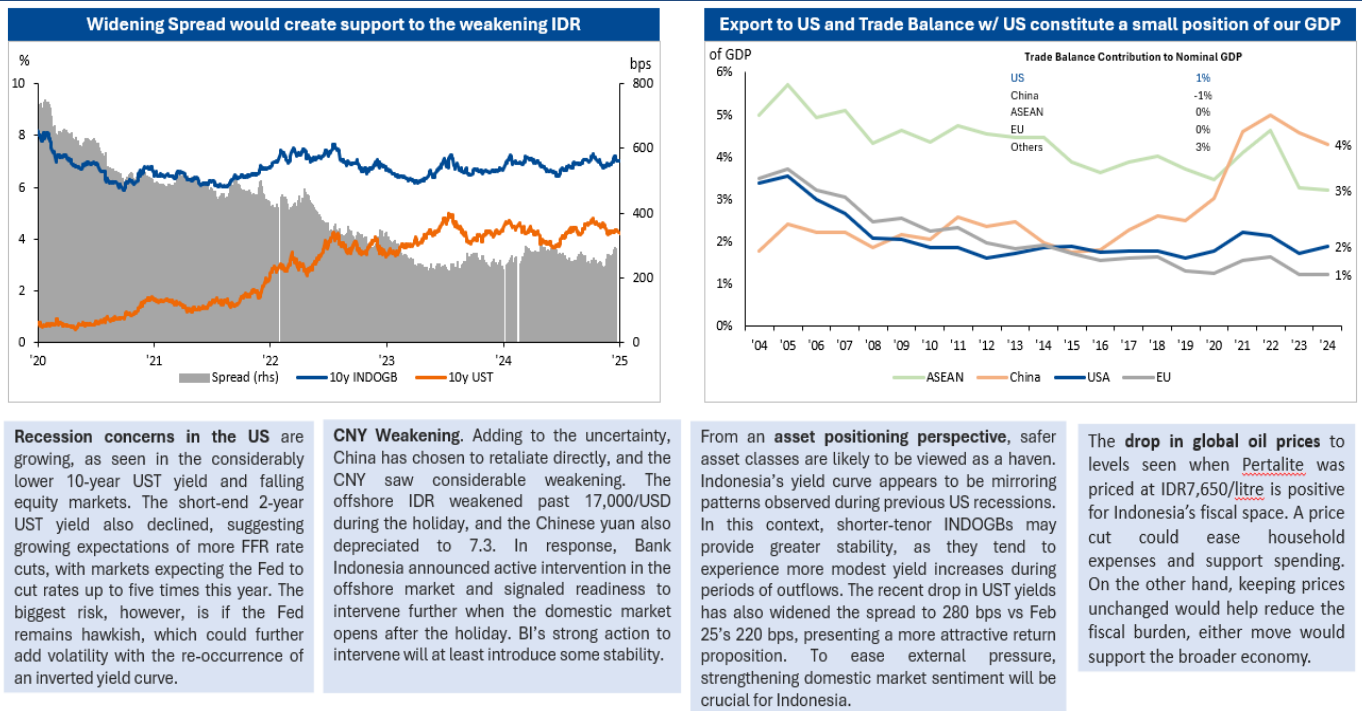 Widening Spread would create support to the weakening IDR
%
bps
10
8
6
4
2
0
800
600
400
200
0
'20
'21
'22
'23
'24
'25
Spread (rhs)
10y INDOGB
10y UST
Export to US and Trade Balance w/ US constitute a small position of our GDP
of GDP
Trade Balance Contribution to Nominal GDP
US 1%
China -1%
ASEAN 0%
EU 0%
Others 3%
6%
5%
4%
3%
2%
1%
0%
4%
3%
2%
1%
'04 '05 '06 '07 '08 '09 '10 '11 '12 '13 '14 '15 '16 '17 '18 '19 '20 '21 '22 '23 '24
ASEAN
China
USA
EU
Recession concerns in the US are
growing, as seen in the considerably
lower 10-year UST yield and falling
equity markets. The short-end 2-year
UST yield also declined, suggesting
growing expectations of more FFR rate
cuts, with markets expecting the Fed to
cut rates up to five times this year. The
biggest risk, however, is if the Fed
remains hawkish, which could further
add volatility with the re-occurrence of
an inverted yield curve.
CNY Weakening. Adding to the uncertainty,
China has chosen to retaliate directly, and the
CNY saw considerable weakening. The
offshore IDR weakened past 17,000/USD
during the holiday, and the Chinese yuan also
depreciated to 7.3. In response, Bank
Indonesia announced active intervention in the
offshore market and signaled readiness to
intervene further when the domestic market
opens after the holiday. BI's strong action to
intervene will at least introduce some stability.
From an asset positioning perspective, safer
asset classes are likely to be viewed as a haven.
Indonesia's yield curve appears to be mirroring
patterns observed during previous US recessions.
In this context, shorter-tenor INDOGBs may
provide greater stability, as they tend to
experience more modest yield increases during
periods of outflows. The recent drop in UST yields
has also widened the spread to 280 bps vs Feb
25's 220 bps, presenting a more attractive return
proposition. To ease external pressure,
strengthening domestic market sentiment will be
crucial for Indonesia.
The drop in global oil prices to
levels seen when Pertalite was
priced at IDR7,650/litre is positive
for Indonesia's fiscal space. A price
cut could ease household
expenses and support spending.
On the other hand, keeping prices
unchanged would help reduce the
fiscal burden, either move would
support the broader economy.